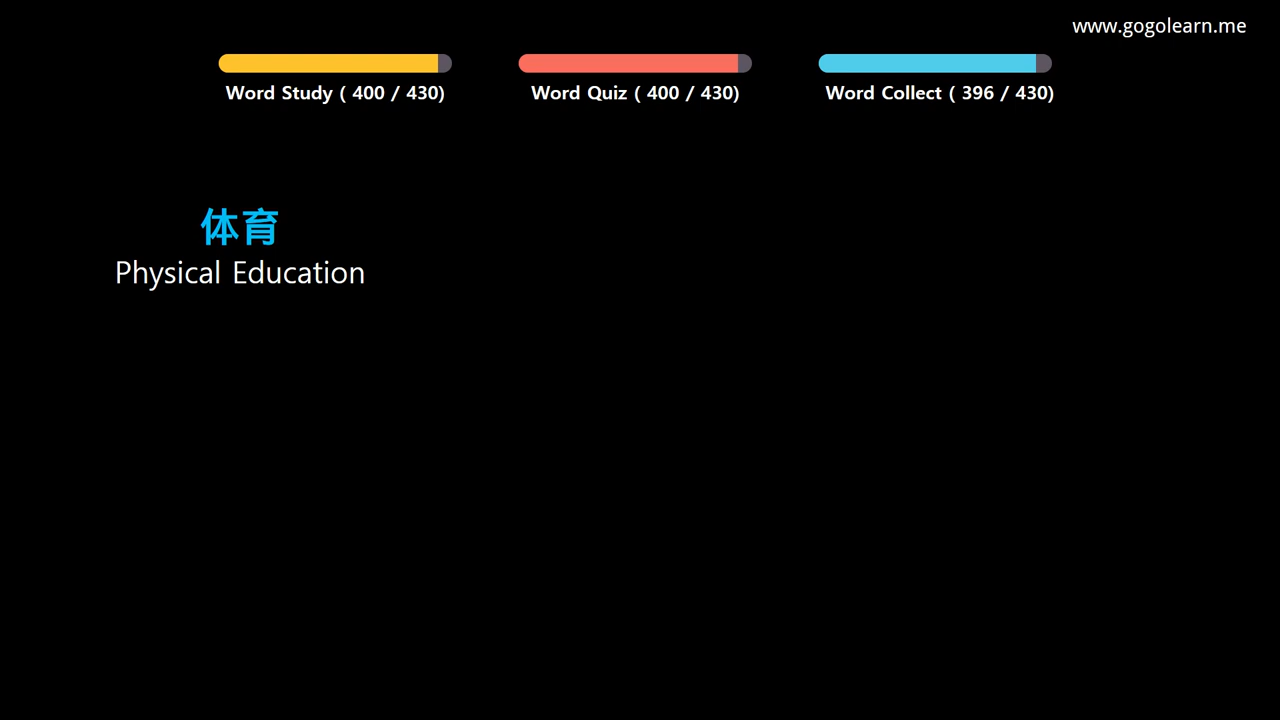 www.gogolearn.me
Word Study ( 400 / 430)
Word Quiz ( 400 / 430)
Word Collect ( 396 / 430)
体育
Physical Education